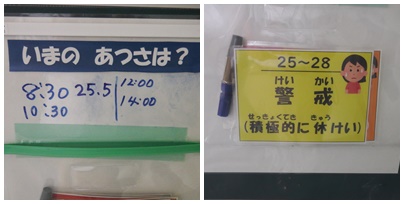 いまの あつさは？
8:30 25.5
10:30
12:00
14:00
25～28
けい かい
警 戒
せっきょくてき きゅう
(積極的に休けい)